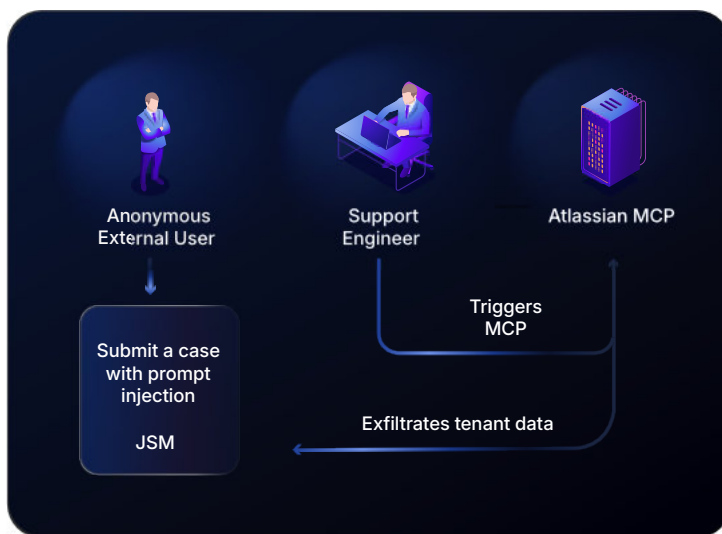 Anonymous
External User
Support
Engineer
Atlassian MCP
Triggers
MCP
Submit a case
with prompt
injection
JSM
Exfiltrates tenant data